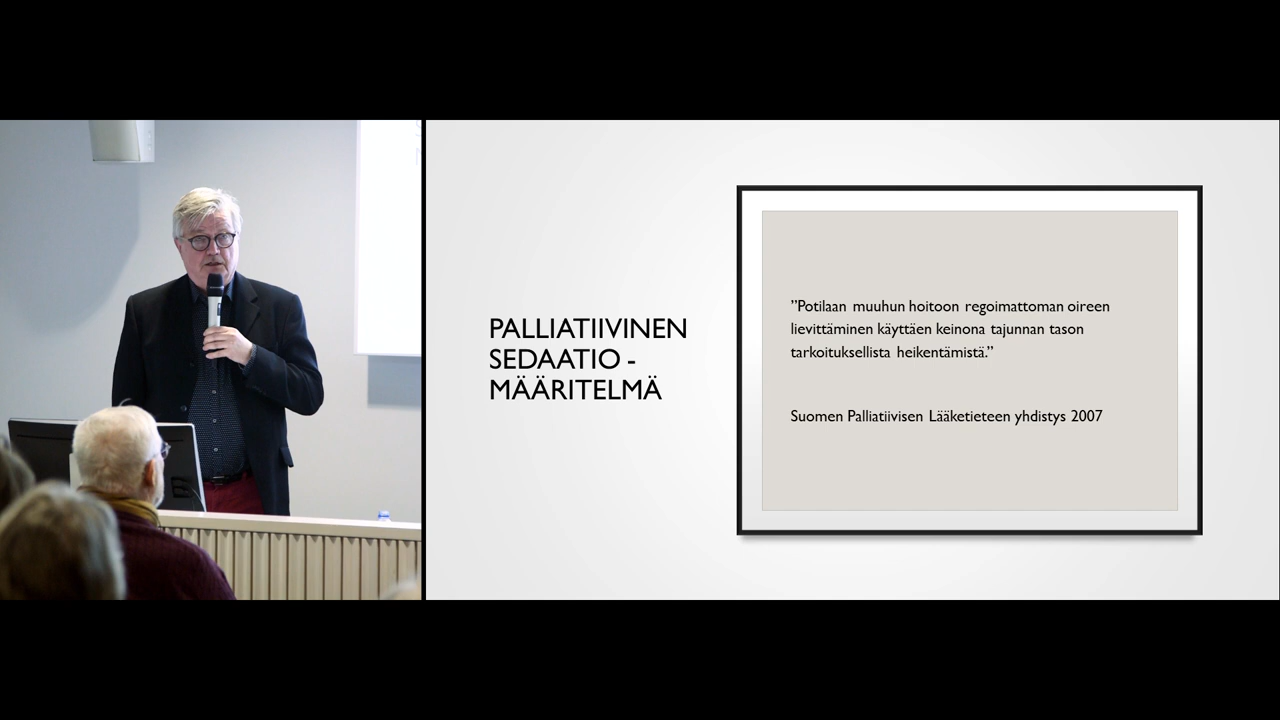 PALLIATIIVINEN
SEDAATIO -
MÄÄRITELMÄ
”Potilaan muuhun hoitoon regoimattoman oireen
lievittäminen käyttäen keinona tajunnan tason
tarkoituksellista heikentämistä.”
Suomen Palliatiivisen Lääketieteen yhdistys 2007